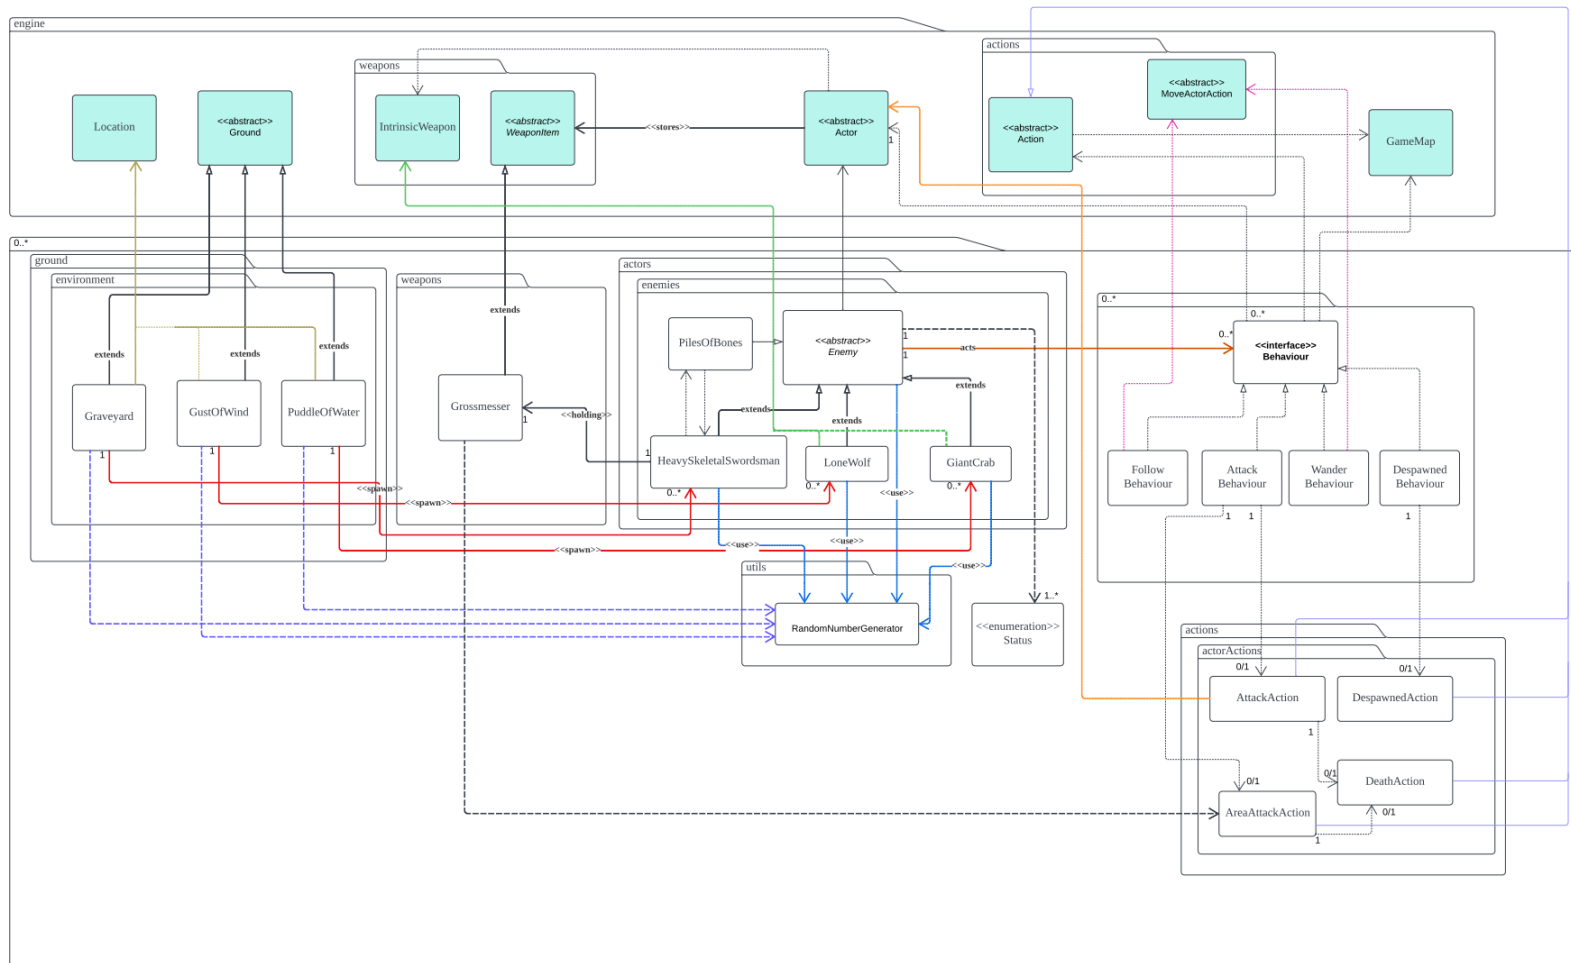 engine
actions
weapons
<<abstract>>
MoveActorAction
Location
<<abstract>>
Ground
IntrinsicWeapon
<<abstract>>
WeaponItem
<<stores>>
<<abstract>>
Actor
1
<<abstract>>
Action
GameMap
0..*
ground
environment
weapons
actors
enemies
0..*
0..*
extends
PilesOfBones
<<abstract>>
Enemy
1
1
acts
0..*
<<interface>>
Behaviour
extends
extends
extends
extends
extends
extends
Graveyard
GustOfWind
PuddleOfWater
Grossmesser
<<holding>>
1
1
1
1
1
HeavySkeletalSwordsman
LoneWolf
GiantCrab
0..*
0..*
0..*
Follow
Behaviour
Attack
Behaviour
Wander
Behaviour
Despawned
Behaviour
<<spawn>>
<<spawn>>
<<use>>
1
1
1
<<spawn>>
<<use>>
<<use>>
<<use>>
utils
RandomNumberGenerator
1..*
<<enumeration>>
Status
actions
actorActions
0/1
0/1
AttackAction
DespawnedAction
1
0/1
0/1
DeathAction
AreaAttackAction
0/1
1